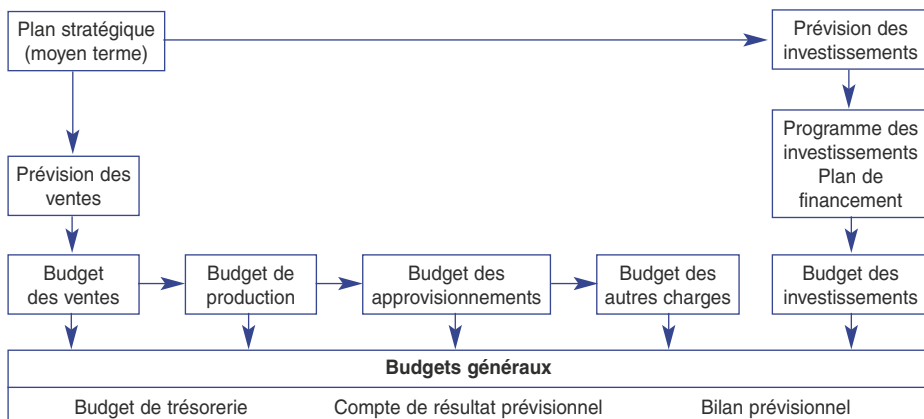 Plan stratégique
(moyen terme)
Prévision des
investissements
Programme des
investissements
Plan de
financement
Prévision des
ventes
Budget
des ventes
Budget de
production
Budget des
approvisionnements
Budget des
autres charges
Budget des
investissements
Budgets généraux
Budget de trésorerie
Compte de résultat prévisionnel
Bilan prévisionnel